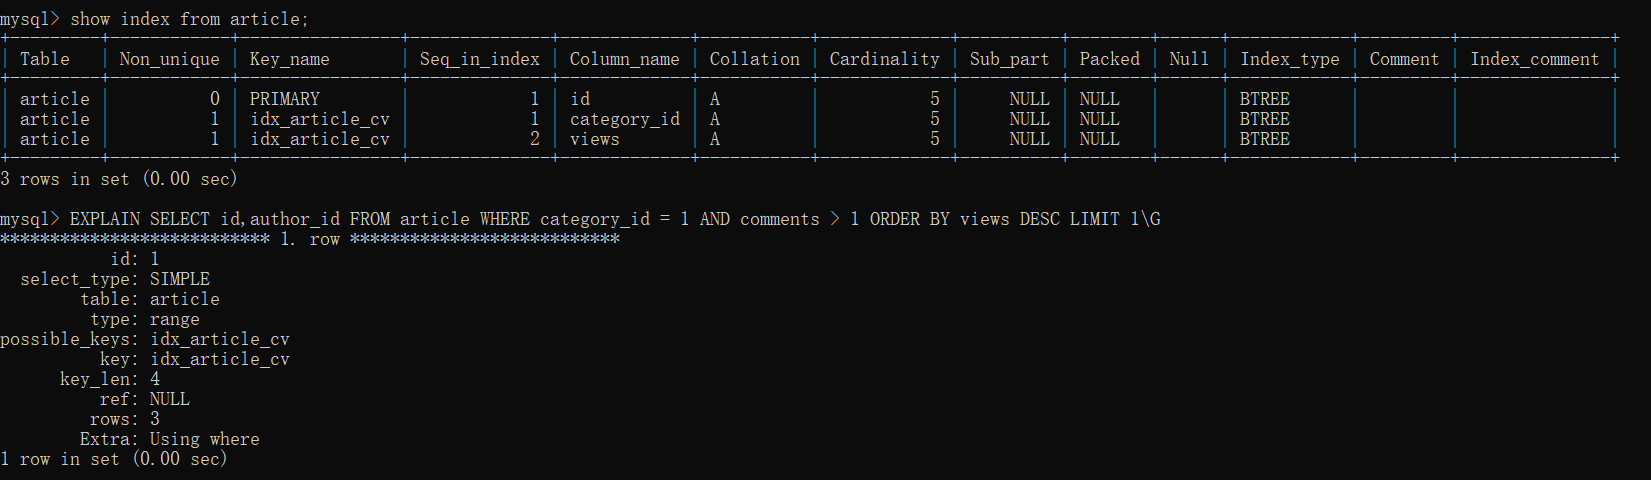 mysql> show index from article;
+---------+------------+----------------+--------------+-------------+-----------+-------------+----------+--------+------+------------+---------+---------------+
| Table | Non_unique | Key_name | Seq_in_index | Column_name | Collation | Cardinality | Sub_part | Packed | Null | Index_type | Comment | Index_comment |
+---------+------------+----------------+--------------+-------------+-----------+-------------+----------+--------+------+------------+---------+---------------+
| article | 0 | PRIMARY | 1 | id | A | 5 | NULL | NULL | | BTREE | | |
| article | 1 | idx_article_cv | 1 | category_id | A | 5 | NULL | NULL | | BTREE | | |
| article | 1 | idx_article_cv | 2 | views | A | 5 | NULL | NULL | | BTREE | | |
+---------+------------+----------------+--------------+-------------+-----------+-------------+----------+--------+------+------------+---------+---------------+
3 rows in set (0.00 sec)
mysql> EXPLAIN SELECT id,author_id FROM article WHERE category_id = 1 AND comments > 1 ORDER BY views DESC LIMIT 1\G
*************************** 1. row ***************************
id: 1
select_type: SIMPLE
table: article
type: range
possible_keys: idx_article_cv
key: idx_article_cv
key_len: 4
ref: NULL
rows: 3
Extra: Using where
1 row in set (0.00 sec)